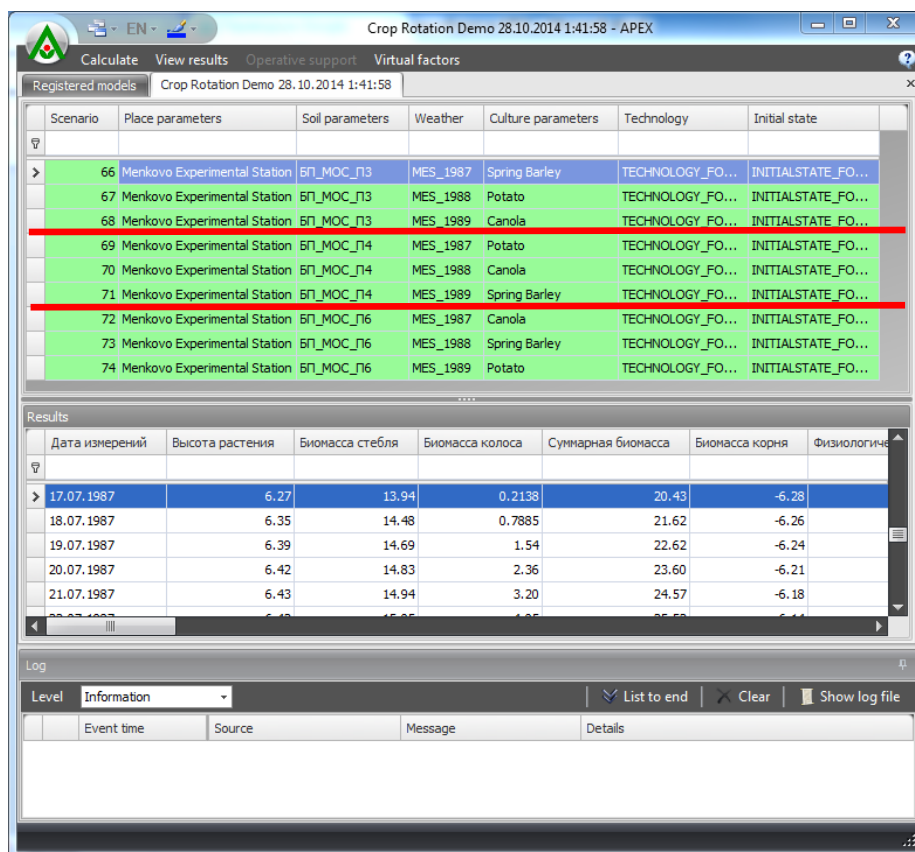 EN
Crop Rotation Demo 28.10.2014 1:41:58 - APEX
Calculate View results Operative support Virtual factors
Registered models Crop Rotation Demo 28.10.2014 1:41:58
Scenario Place parameters Soil parameters Weather Culture parameters Technology Initial state
66 Menkovo Experimental Station БП_МОС_П3 MES_1987 Spring Barley TECHNOLOGY_FO... INITIALSTATE_FO...
67 Menkovo Experimental Station БП_МОС_П3 MES_1988 Potato TECHNOLOGY_FO... INITIALSTATE_FO...
68 Menkovo Experimental Station БП_МОС_П3 MES_1989 Canola TECHNOLOGY_FO... INITIALSTATE_FO...
69 Menkovo Experimental Station БП_МОС_П4 MES_1987 Potato TECHNOLOGY_FO... INITIALSTATE_FO...
70 Menkovo Experimental Station БП_МОС_П4 MES_1988 Canola TECHNOLOGY_FO... INITIALSTATE_FO...
71 Menkovo Experimental Station БП_МОС_П4 MES_1989 Spring Barley TECHNOLOGY_FO... INITIALSTATE_FO...
72 Menkovo Experimental Station БП_МОС_П6 MES_1987 Canola TECHNOLOGY_FO... INITIALSTATE_FO...
73 Menkovo Experimental Station БП_МОС_П6 MES_1988 Spring Barley TECHNOLOGY_FO... INITIALSTATE_FO...
74 Menkovo Experimental Station БП_МОС_П6 MES_1989 Potato TECHNOLOGY_FO... INITIALSTATE_FO...
Results
Дата измерений Высота растения Биомасса стебля Биомасса колоса Суммарная биомасса Биомасса корня Физиологиче
17.07.1987 6.27 13.94 0.2138 20.43 -6.28
18.07.1987 6.35 14.48 0.7885 21.62 -6.26
19.07.1987 6.39 14.69 1.54 22.62 -6.24
20.07.1987 6.42 14.83 2.36 23.60 -6.21
21.07.1987 6.43 14.94 3.20 24.57 -6.18
Log
Level Information List to end Clear Show log file
Event time Source Message Details